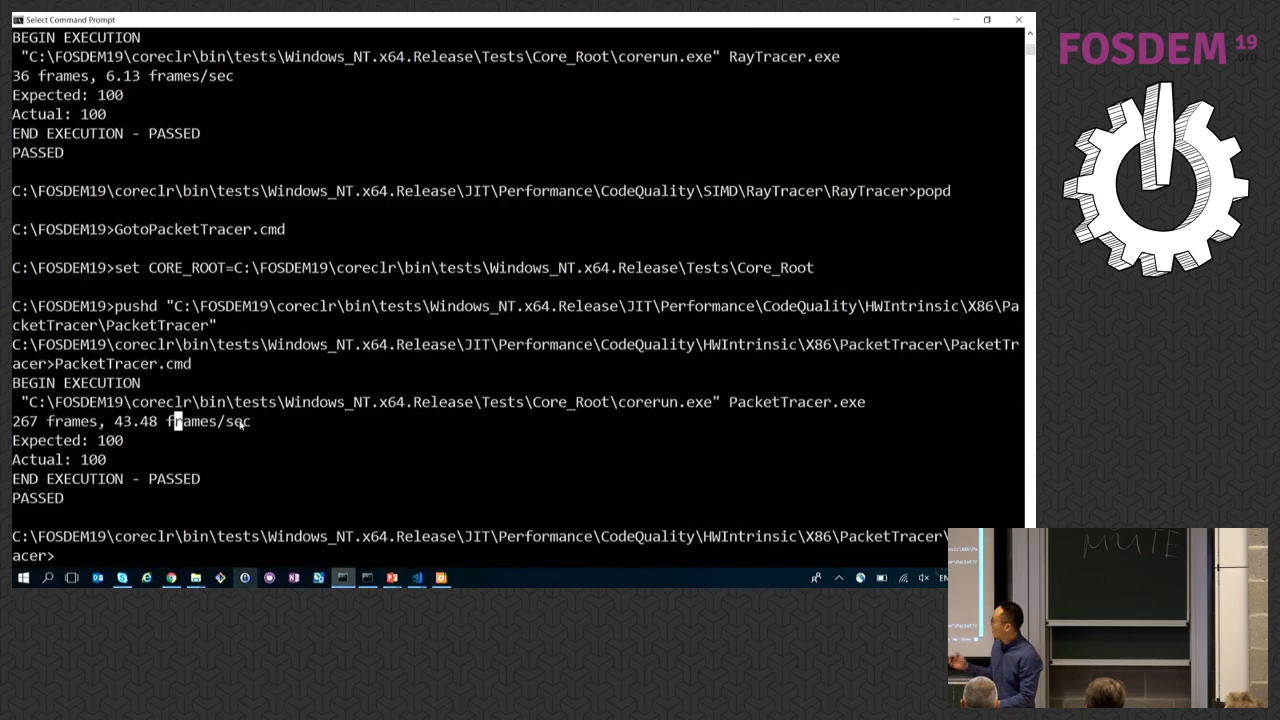 Select Command Prompt
BEGIN EXECUTION
"C:\FOSDEM19\coreclr\bin\tests\Windows_NT.x64.Release\Tests\Core_Root\corerun.exe" RayTracer.exe
36 frames, 6.13 frames/sec
Expected: 100
Actual: 100
END EXECUTION - PASSED
PASSED
C:\FOSDEM19\coreclr\bin\tests\Windows_NT.x64.Release\JIT\Performance\CodeQuality\SIMD\RayTracer\RayTracer>popd
C:\FOSDEM19>GotoPacketTracer.cmd
C:\FOSDEM19>set CORE_ROOT=C:\FOSDEM19\coreclr\bin\tests\Windows_NT.x64.Release\Tests\Core_Root
C:\FOSDEM19>pushd "C:\FOSDEM19\coreclr\bin\tests\Windows_NT.x64.Release\JIT\Performance\CodeQuality\HWIntrinsic\X86\Pa
cketTracer\PacketTracer"
C:\FOSDEM19\coreclr\bin\tests\Windows_NT.x64.Release\JIT\Performance\CodeQuality\HWIntrinsic\X86\PacketTracer\PacketTr
acer>PacketTracer.cmd
BEGIN EXECUTION
"C:\FOSDEM19\coreclr\bin\tests\Windows_NT.x64.Release\Tests\Core_Root\corerun.exe" PacketTracer.exe
267 frames, 43.48 frames/sec
Expected: 100
Actual: 100
END EXECUTION - PASSED
PASSED
C:\FOSDEM19\coreclr\bin\tests\Windows_NT.x64.Release\JIT\Performance\CodeQuality\HWIntrinsic\X86\PacketTracer\
acer>
FOSDEM 19
.org
MUTE